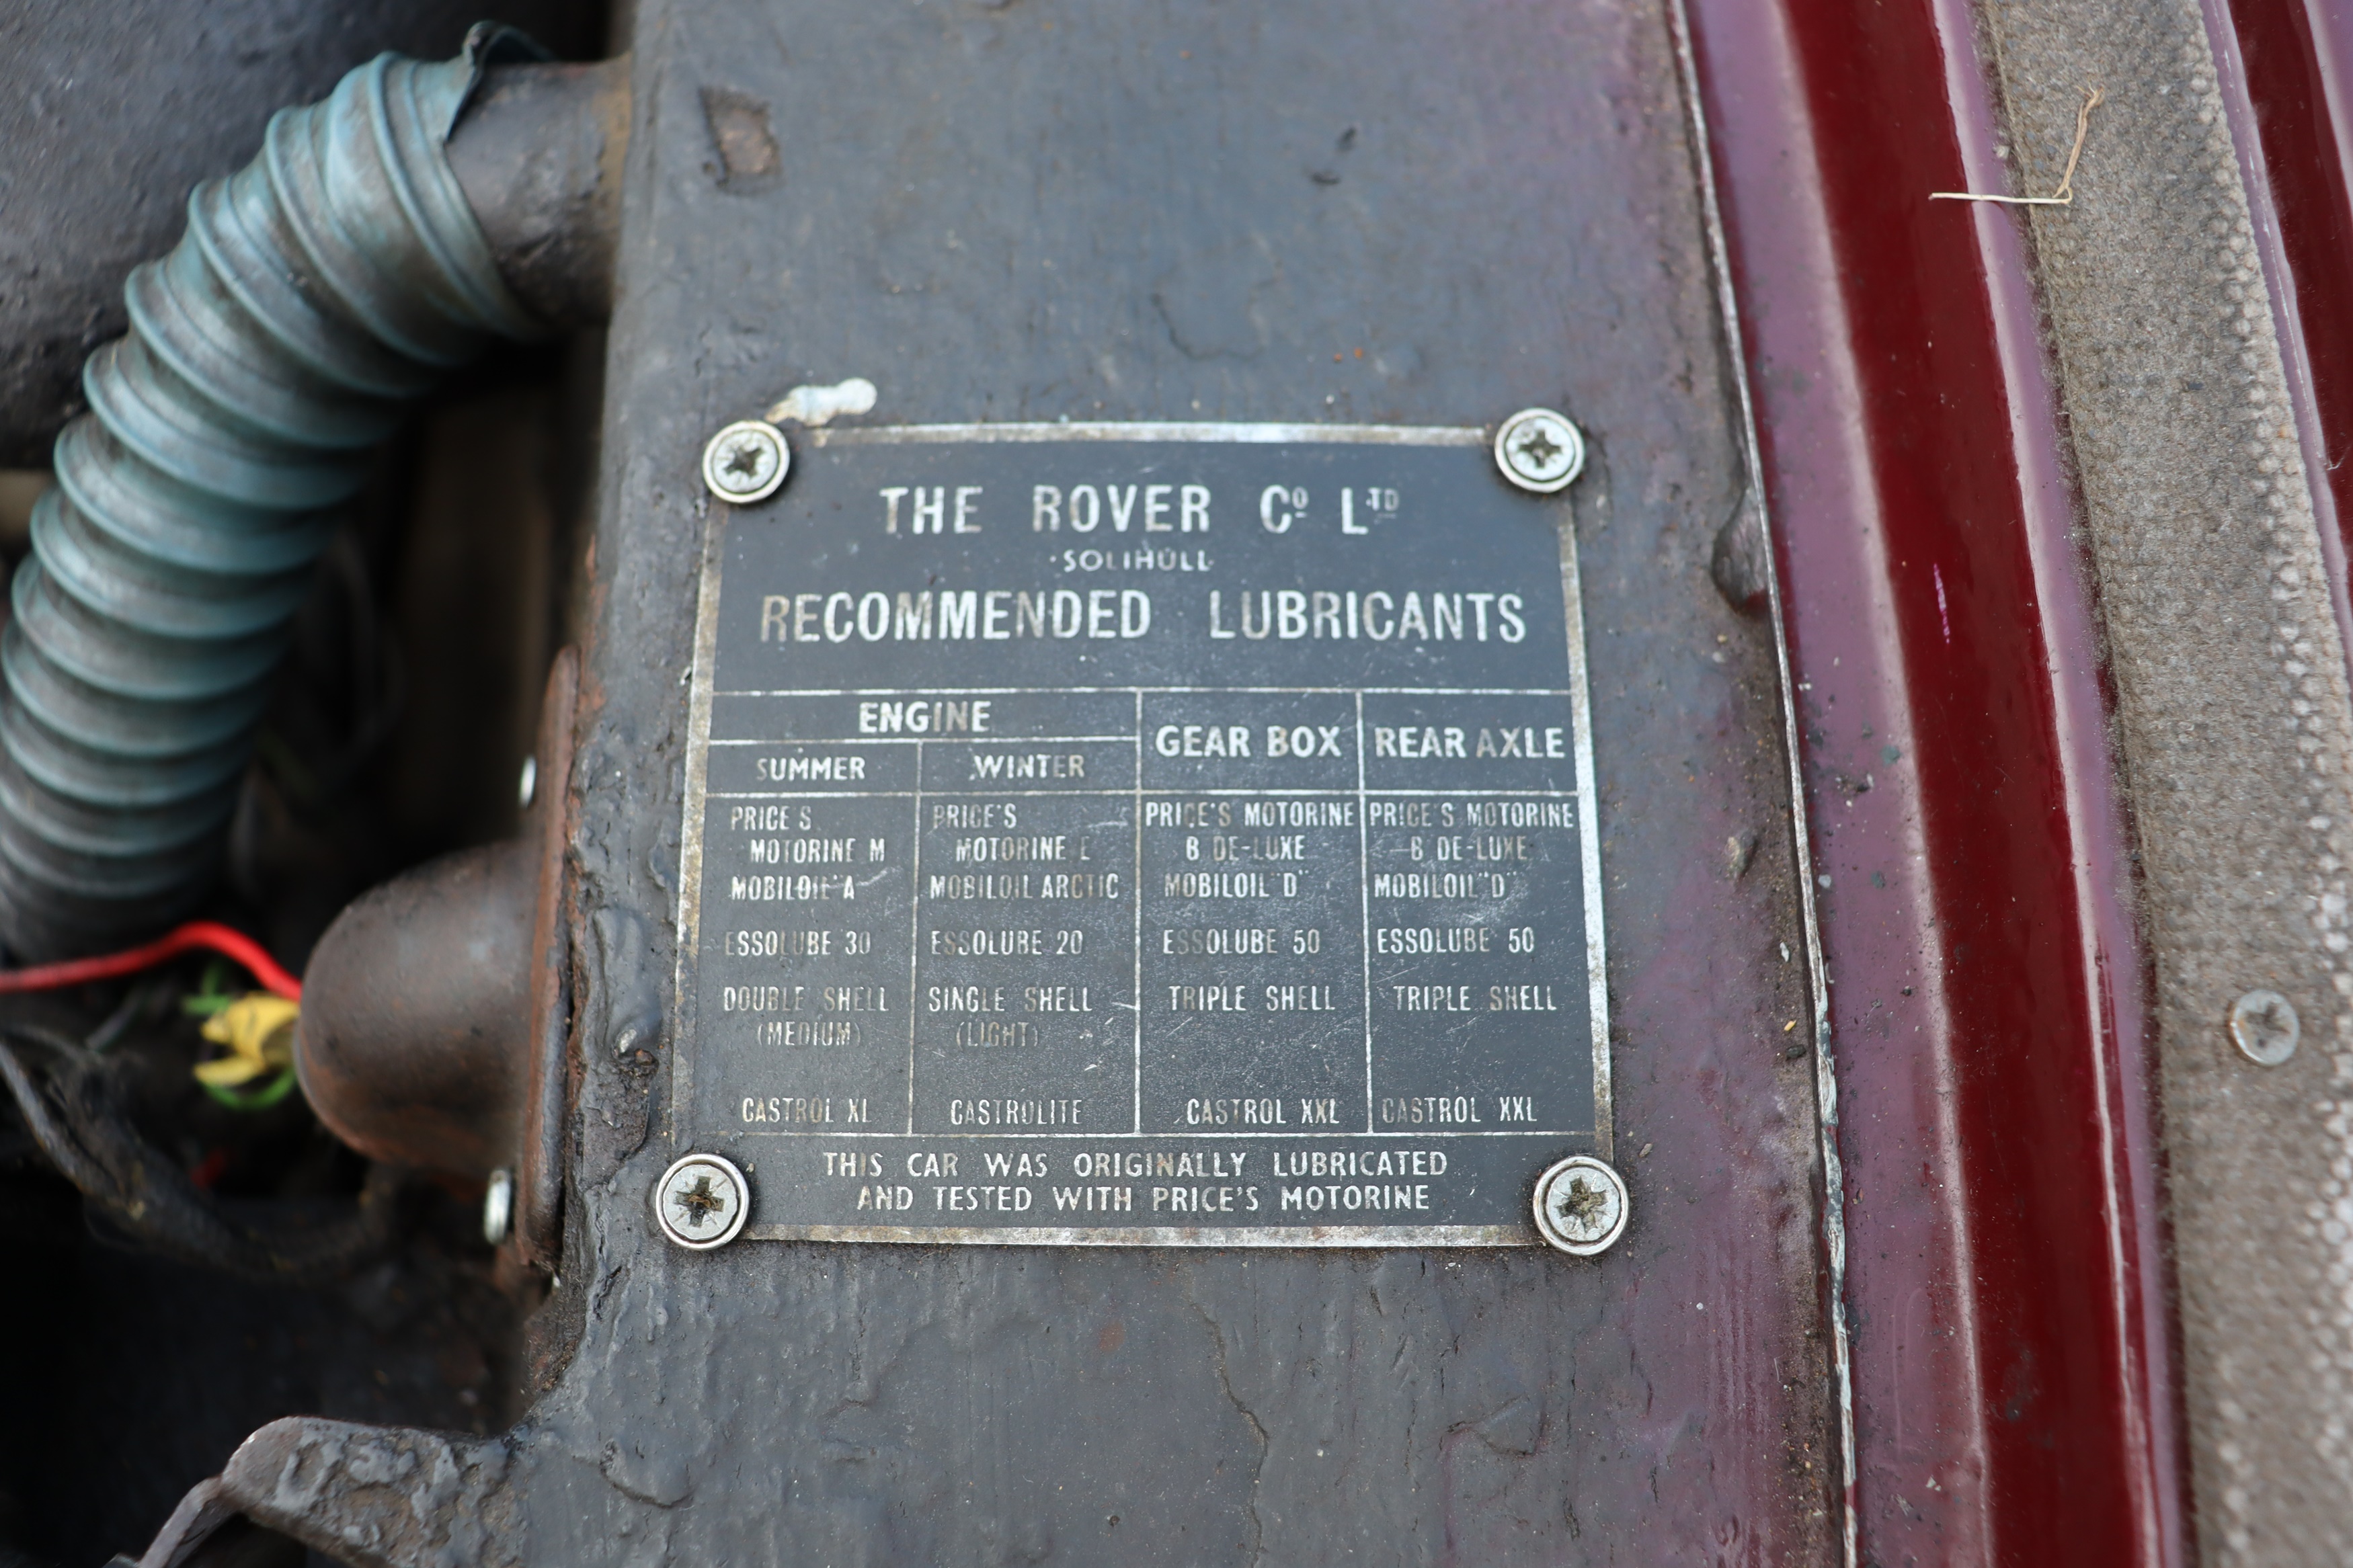 THE ROVER Cº Lᵀᴰ
·SOLIHULL·
RECOMMENDED LUBRICANTS
ENGINE
GEAR BOX
REAR AXLE
SUMMER
WINTER
PRICE'S
MOTORINE M
MOBILOIL "A"
ESSOLUBE 30
DOUBLE SHELL
(MEDIUM)
CASTROL XL
PRICE'S
MOTORINE E
MOBILOIL ARCTIC
ESSOLUBE 20
SINGLE SHELL
(LIGHT)
CASTROLITE
PRICE'S MOTORINE
B DE-LUXE
MOBILOIL "D"
ESSOLUBE 50
TRIPLE SHELL
CASTROL XXL
PRICE'S MOTORINE
B DE-LUXE
MOBILOIL "D"
ESSOLUBE 50
TRIPLE SHELL
CASTROL XXL
THIS CAR WAS ORIGINALLY LUBRICATED
AND TESTED WITH PRICE'S MOTORINE